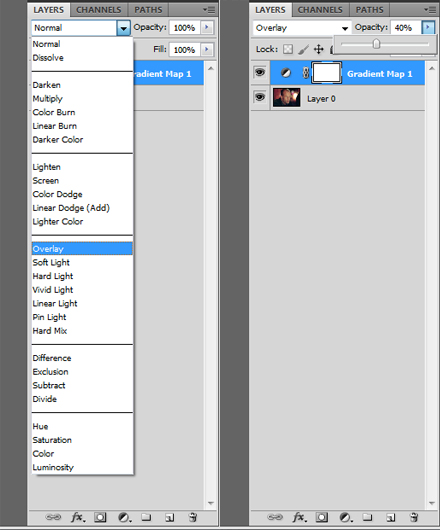 LAYERS CHANNELS PATHS
Normal Opacity: 100%
Fill: 100%
Gradient Map 1
Normal
Dissolve
Darken
Multiply
Color Burn
Linear Burn
Darker Color
Lighten
Screen
Color Dodge
Linear Dodge (Add)
Lighter Color
Overlay
Soft Light
Hard Light
Vivid Light
Linear Light
Pin Light
Hard Mix
Difference
Exclusion
Subtract
Divide
Hue
Saturation
Color
Luminosity
fx
LAYERS CHANNELS PATHS
Overlay Opacity: 40%
Lock:
Gradient Map 1
Layer 0
fx